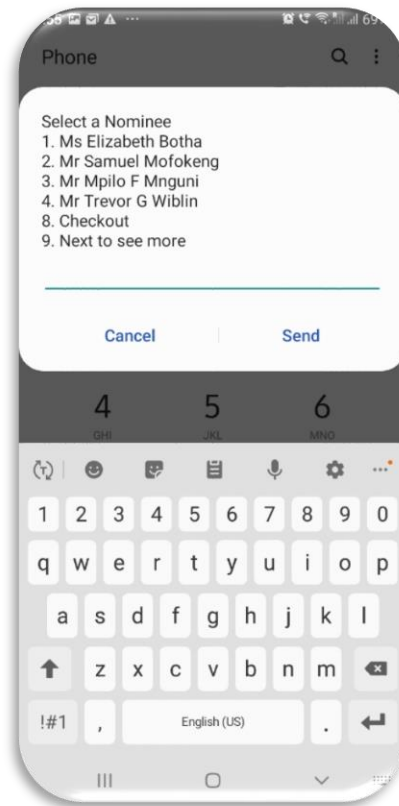 Phone
Select a Nominee
1. Ms Elizabeth Botha
2. Mr Samuel Mofokeng
3. Mr Mpilo F Mnguni
4. Mr Trevor G Wiblin
8. Checkout
9. Next to see more
Cancel Send
4 5 6
GHI JKL MNO
1 2 3 4 5 6 7 8 9 0
q w e r t y u i o p
a s d f g h j k l
z x c v b n m
!#1 , English (US) .